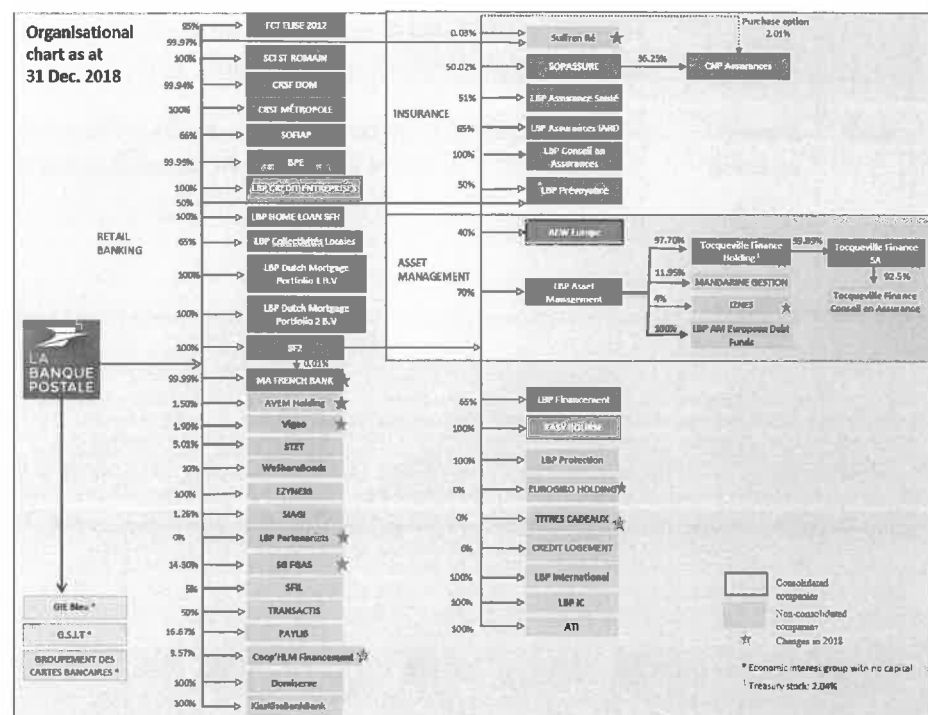 Organisational
chart as at
31 Dec. 2018
LA
BANQUE
POSTALE
GIE Bleu *
G.S.I.T *
GROUPEMENT DES
CARTES BANCAIRES *
RETAIL
BANKING
95% FCT ELISE 2012
99.97%
100% SCI ST ROMAIN
99.94% CRSF DOM
100% CRSF MÉTROPOLE
66% SOFIAP
99.99% BPE
100% LBP CREDIT ENTREPRISES
50%
100% LBP HOME LOAN SFH
65% LBP Collectivités Locales
100% LBP Dutch Mortgage
Portfolio 1 B.V
100% LBP Dutch Mortgage
Portfolio 2 B.V
100% SF2
0.01%
99.99% MA FRENCH BANK
1.50% AVEM Holding
1.90% Vigeo
5.01% STET
10% WeShareBonds
100% EZYNESS
1.26% SIAGI
0% LBP Partenariats
14.30% SG FGAS
5% SFIL
50% TRANSACTIS
16.67% PAYLIB
9.57% Coop'HLM Financement
100% Domiserve
100% KissKissBankBank
INSURANCE
Purchase option
2.01%
0.03% Suffren Ré
50.02% SOPASSURE 36.25% CNP Assurances
51% LBP Assurance Santé
65% LBP Assurances IARD
100% LBP Conseil en
Assurances
50% LBP Prévoyance
ASSET
MANAGEMENT
40% AEW Europe
70% LBP Asset
Management
97.70% Tocqueville Finance
Holding ¹
Tocqueville Finance
SA
92.5%
Tocqueville Finance
Conseil en Assurance
11.95% MANDARINE GESTION
4% IZNES
100% LBP AM European Debt
Funds
65% LBP Financement
100% EASY BOURSE
100% LBP Protection
0% EUROGIRO HOLDING
0% TITRES CADEAUX
6% CREDIT LOGEMENT
100% LBP International
100% LBP IC
100% ATI
Consolidated
companies
Non-consolidated
companies
Changes in 2018
* Economic interest group with no capital
¹ Treasury stock: 2.04%